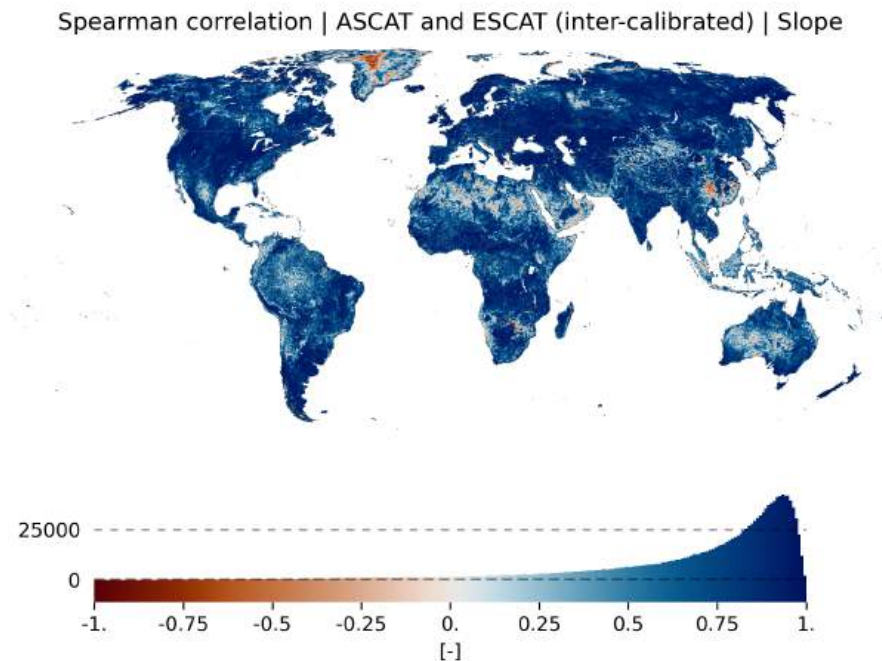 Spearman correlation | ASCAT and ESCAT (inter-calibrated) | Slope
25000
0
-1. -0.75 -0.5 -0.25 0. 0.25 0.5 0.75 1.
[-]